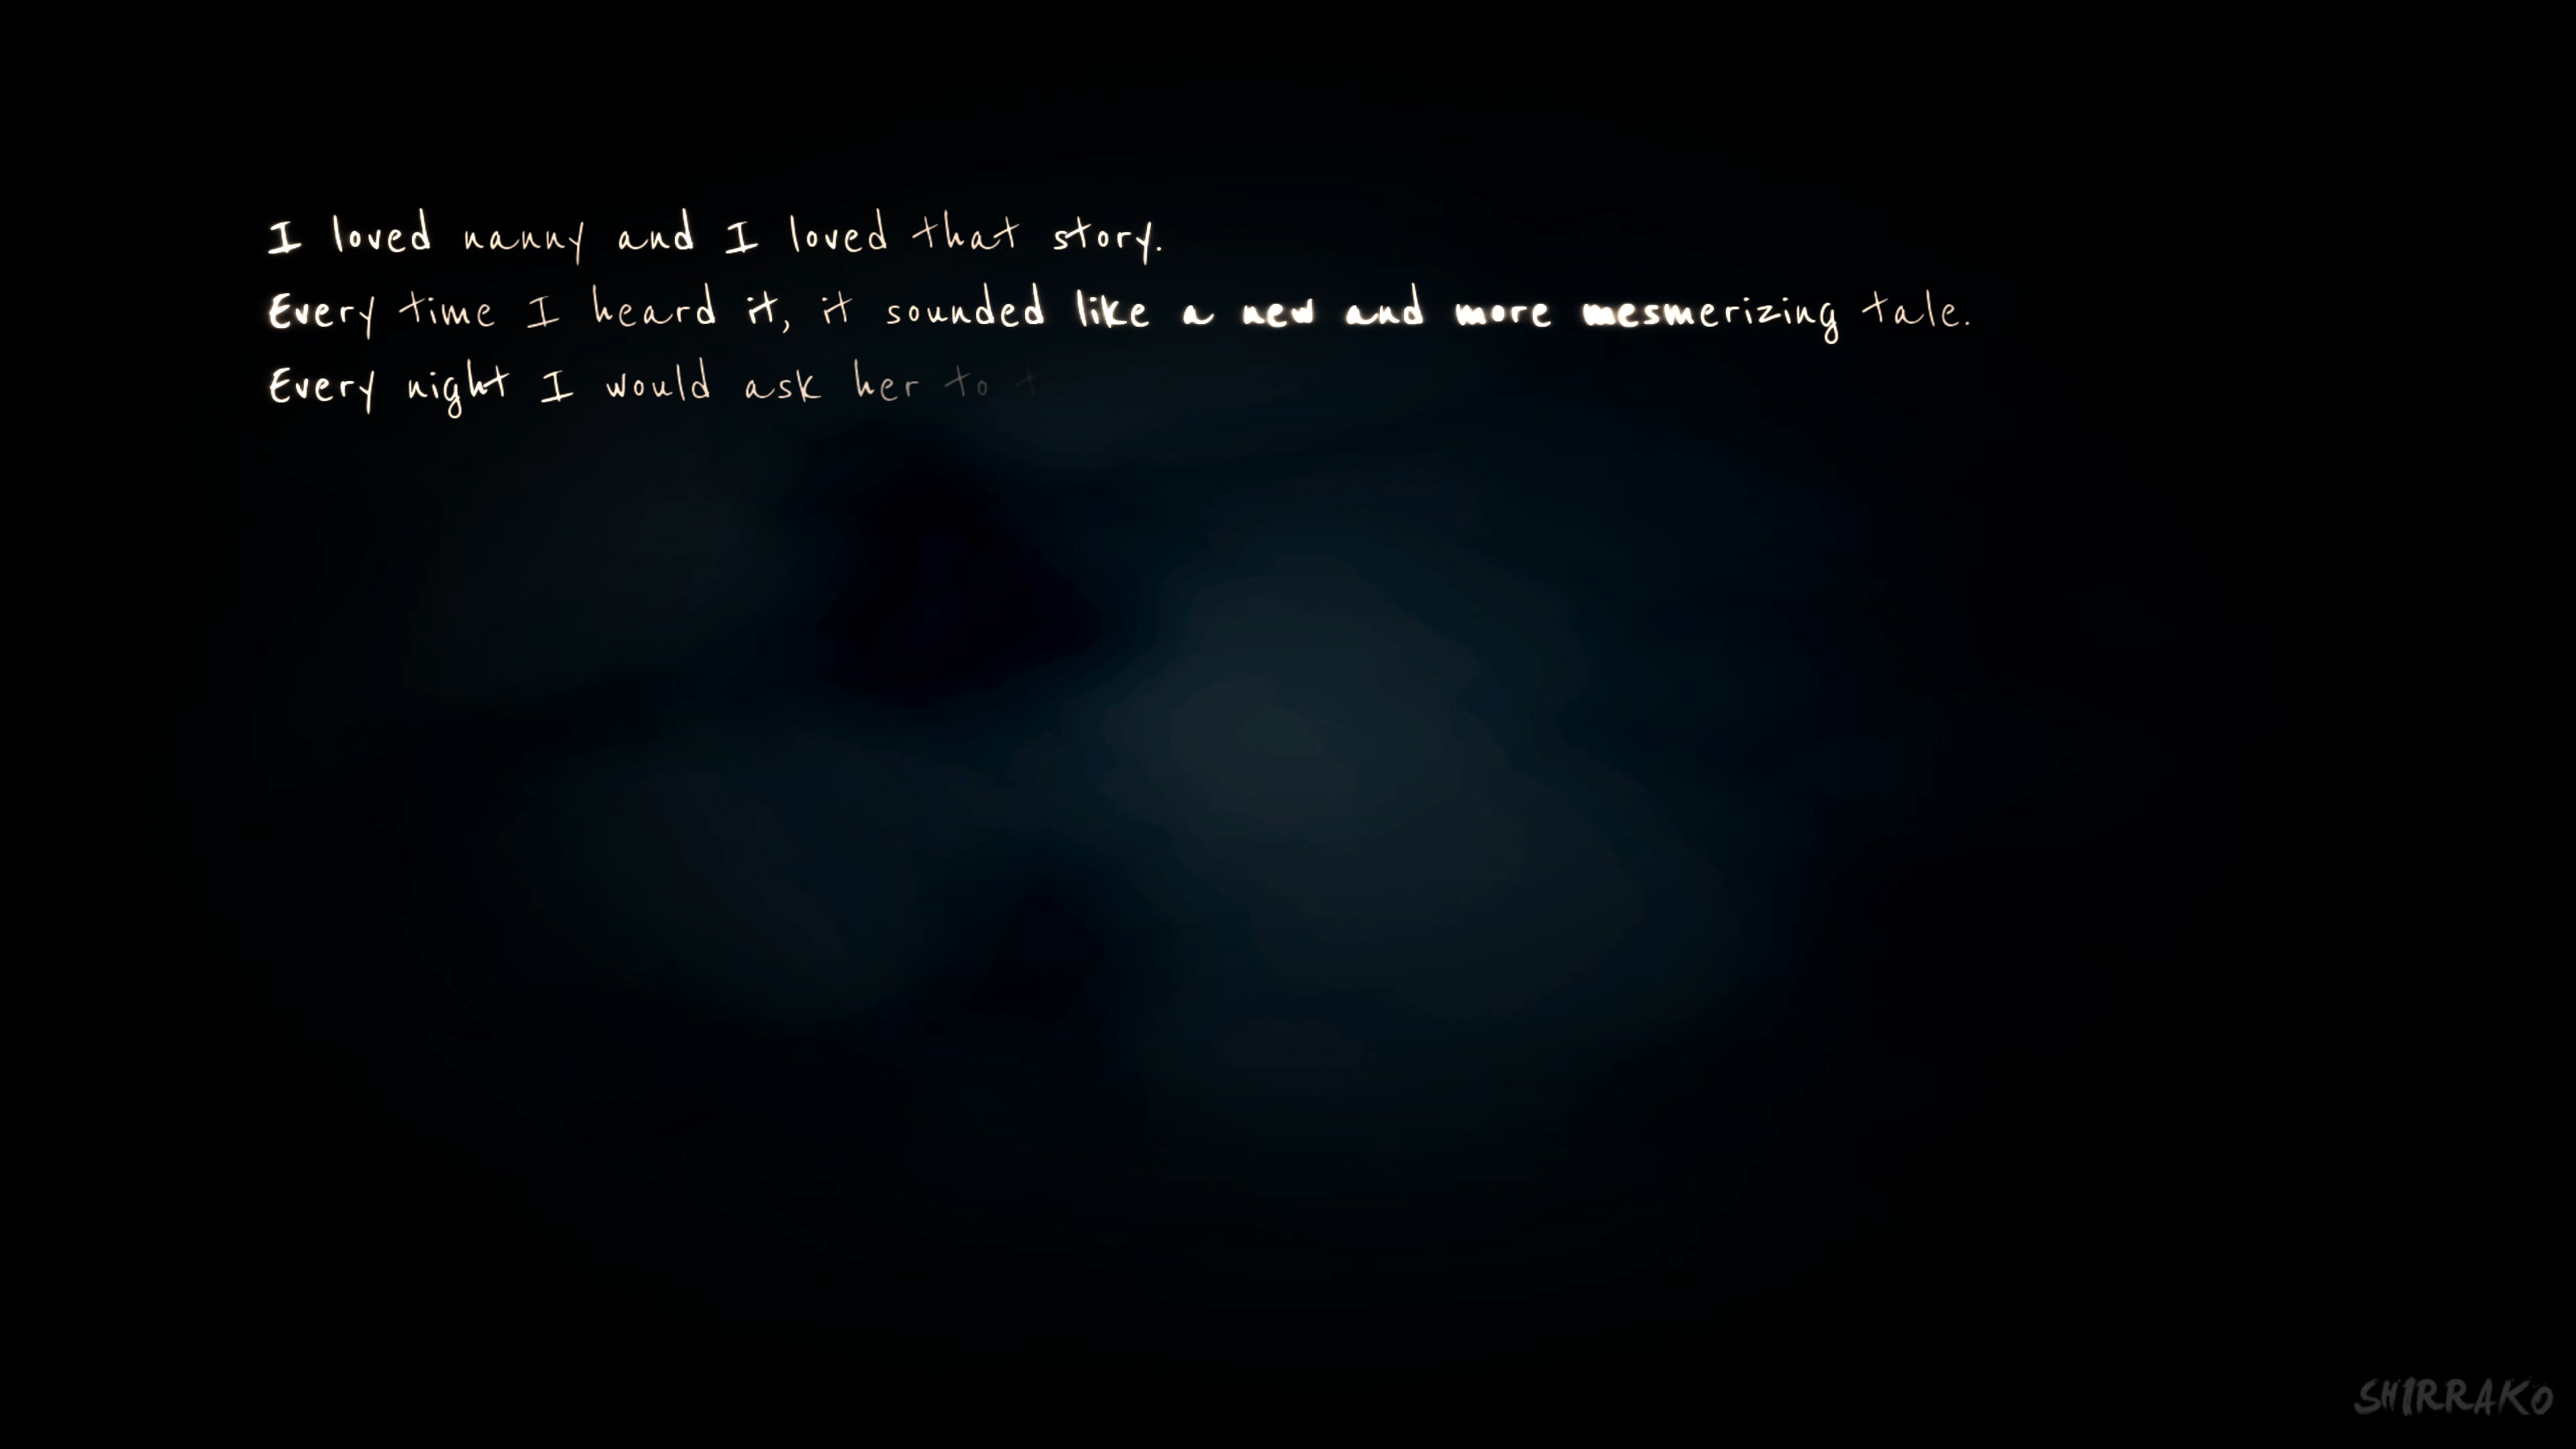 I loved nanny and I loved that story.
Every time I heard it, it sounded like a new and more mesmerizing tale.
Every night I would ask her to t
SHIRRAKO